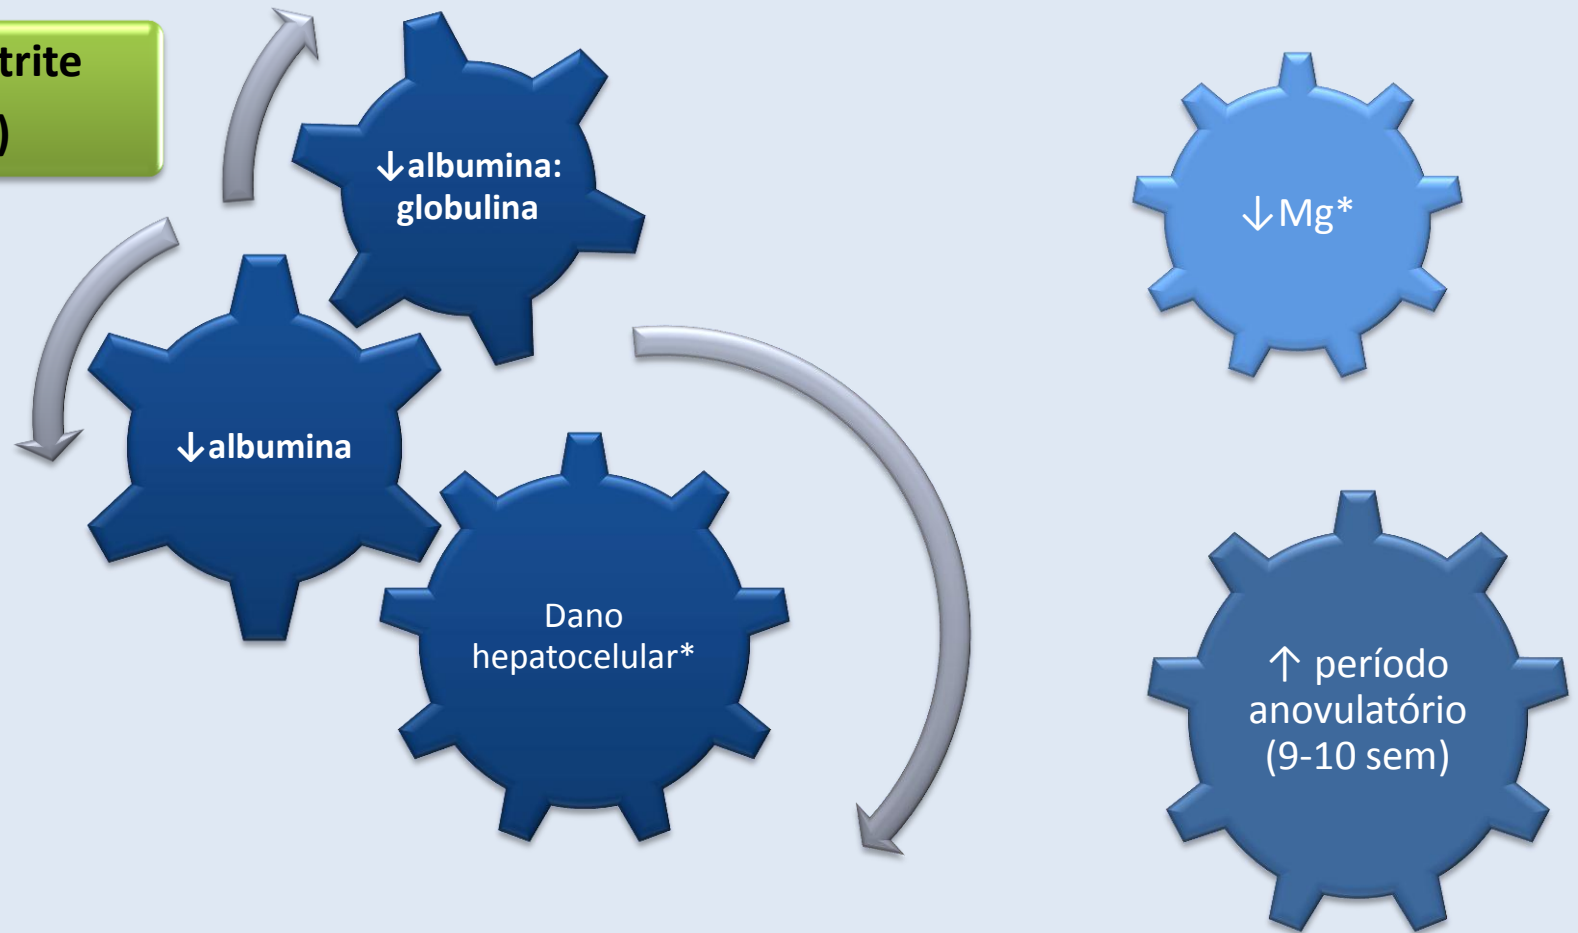 trite
)
↓albumina:
globulina
↓albumina
Dano
hepatocelular*
↓Mg*
↑ período
anovulatório
(9-10 sem)